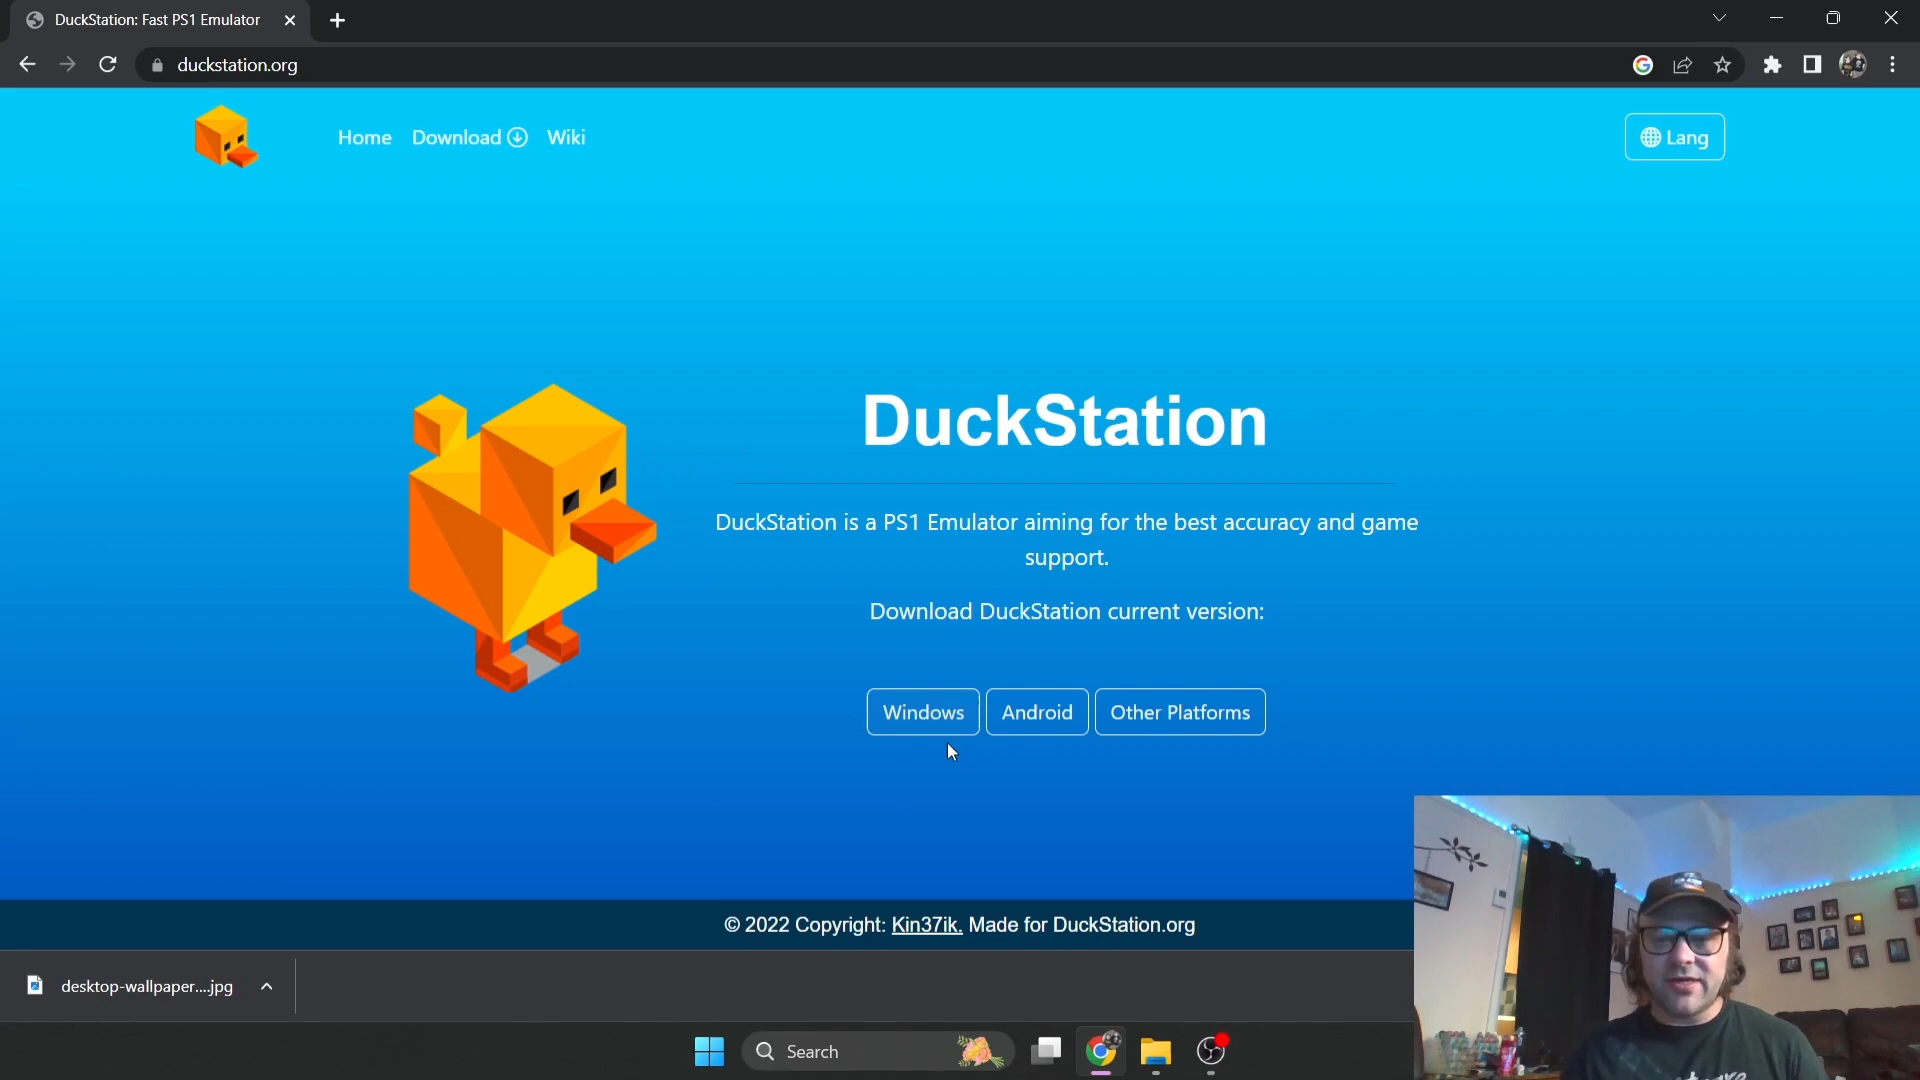 DuckStation: Fast PS1 Emulator
duckstation.org
Home Download Wiki
Lang
DuckStation
DuckStation is a PS1 Emulator aiming for the best accuracy and game
support.
Download DuckStation current version:
Windows Android Other Platforms
© 2022 Copyright: Kin37ik. Made for DuckStation.org
desktop-wallpaper....jpg
Search